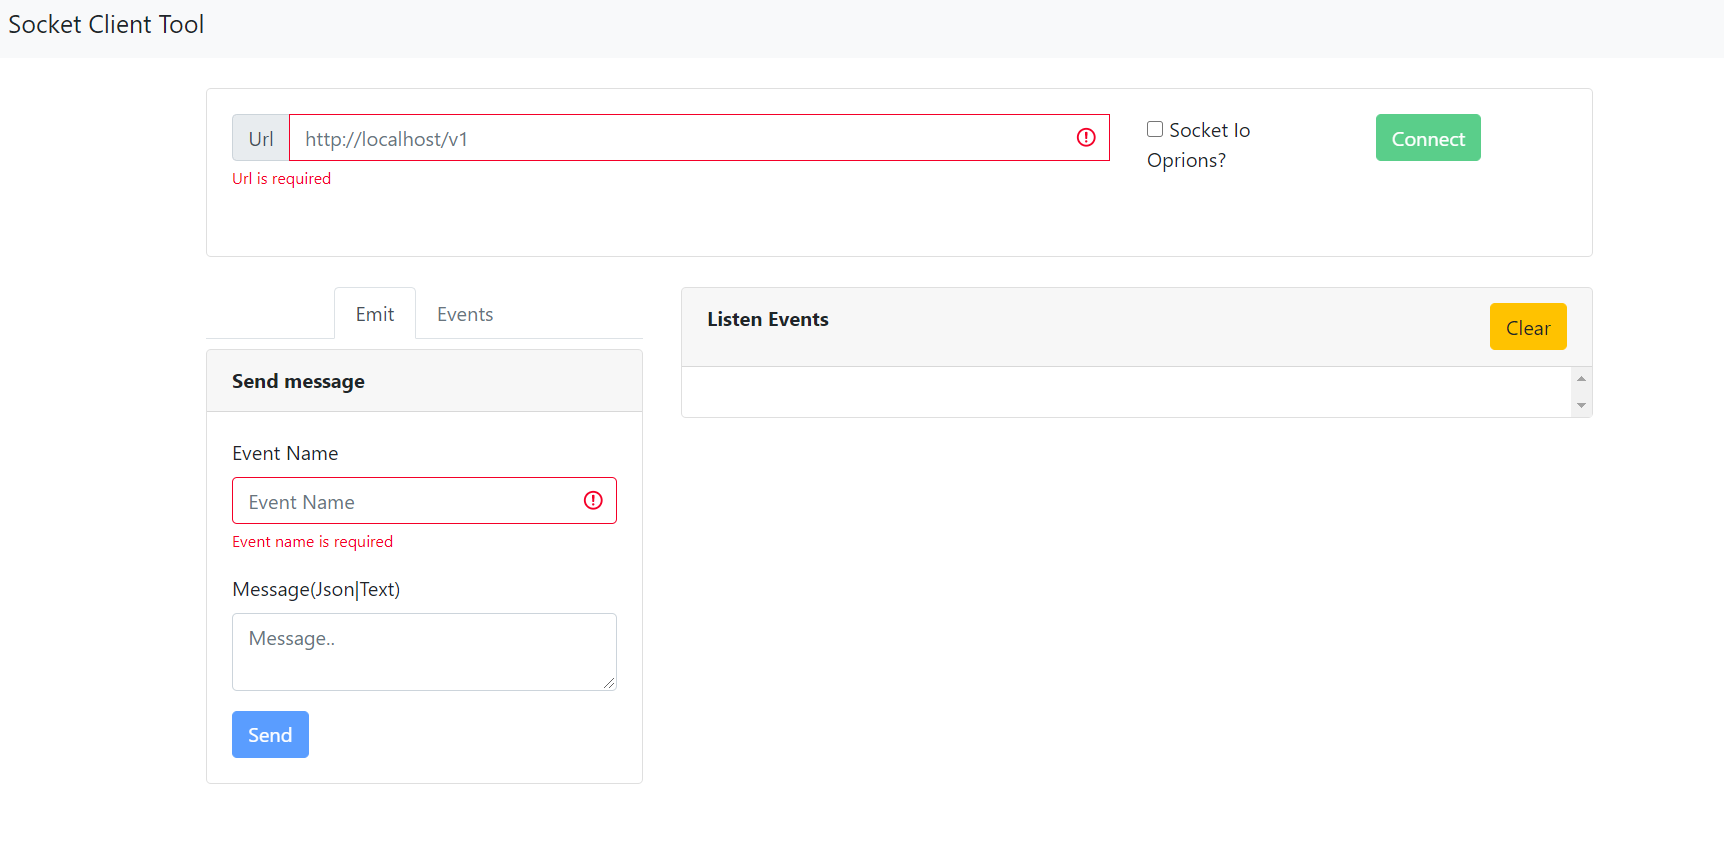 Socket Client Tool
Url
http://localhost/v1
Socket Io
Oprions?
Connect
Url is required
Emit
Events
Listen Events
Clear
Send message
Event Name
Event Name
Event name is required
Message(Json|Text)
Message..
Send